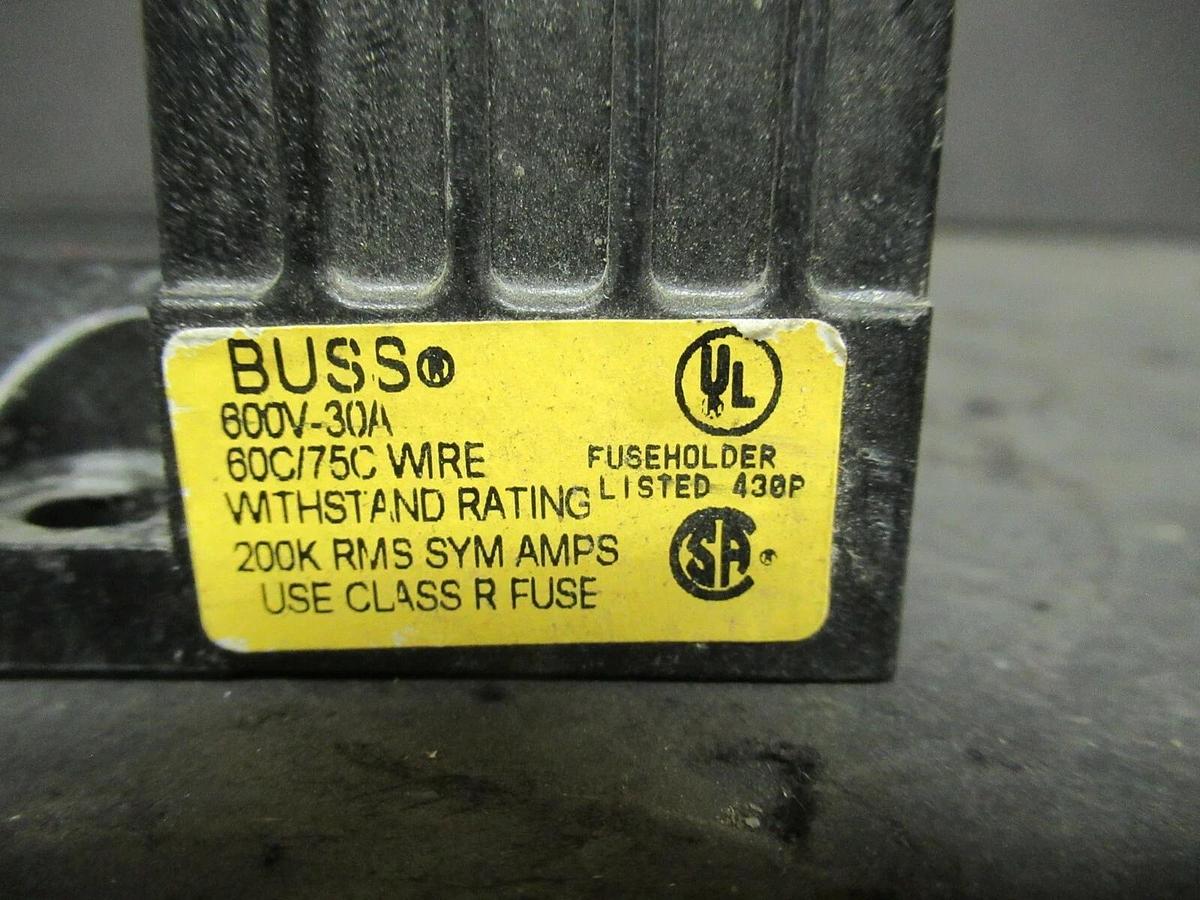 BUSS®
600V-30A
60C/75C WIRE
WITHSTAND RATING
200K RMS SYM AMPS
USE CLASS R FUSE
UL
FUSEHOLDER
LISTED 430P
SA ®